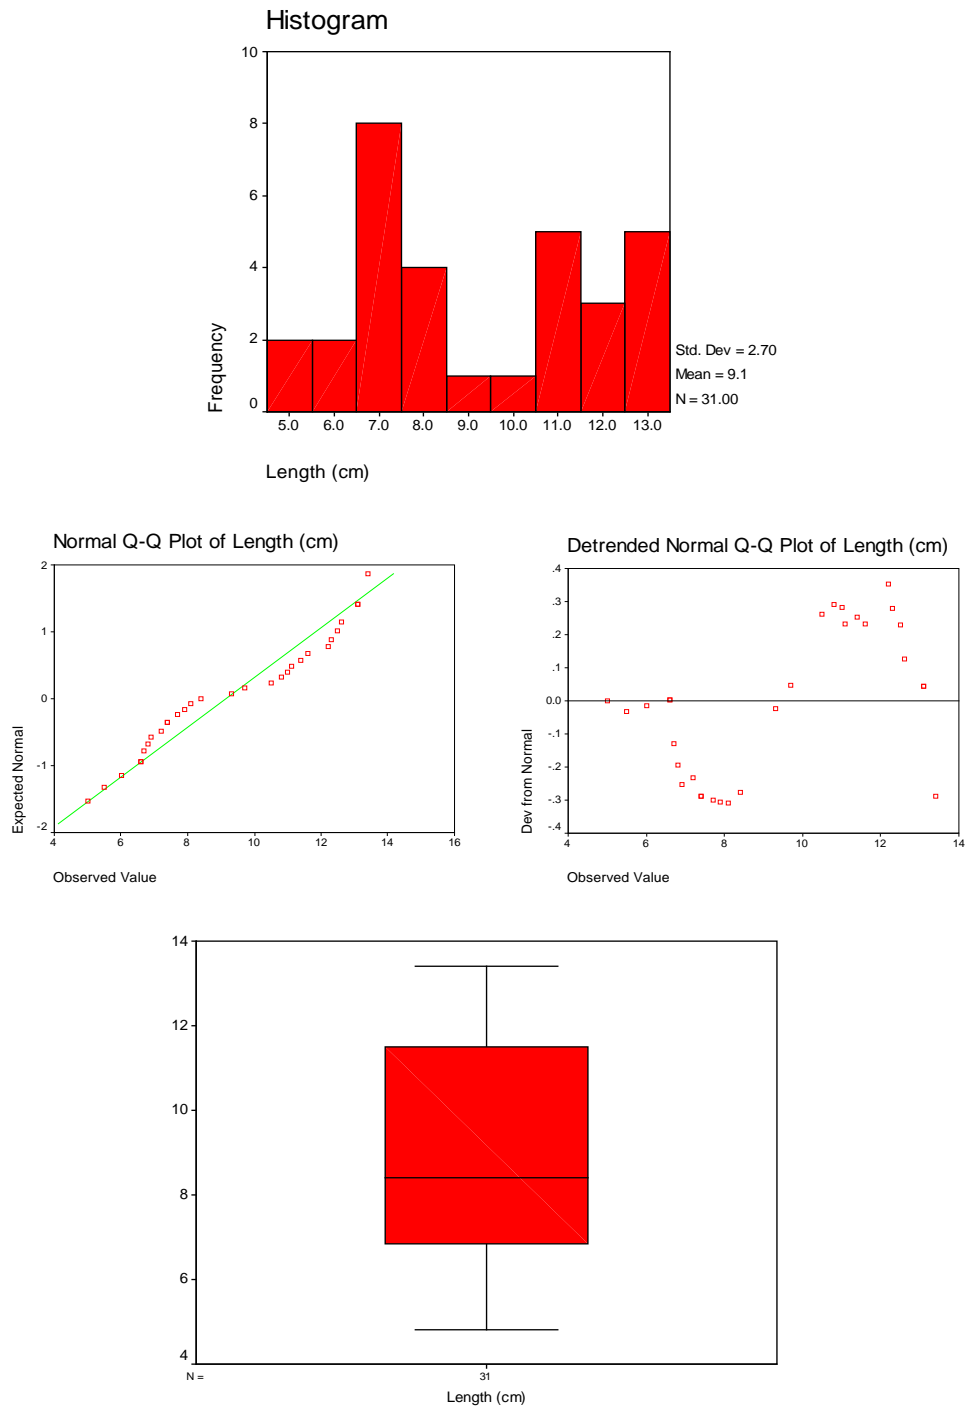 Histogram
10
8
6
4
2
0
Frequency
5.0 6.0 7.0 8.0 9.0 10.0 11.0 12.0 13.0
Length (cm)
Std. Dev = 2.70
Mean = 9.1
N = 31.00
Normal Q-Q Plot of Length (cm)
2
1
0
-1
-2
Expected Normal
4 6 8 10 12 14 16
Observed Value
Detrended Normal Q-Q Plot of Length (cm)
.4
.3
.2
.1
0.0
-.1
-.2
-.3
-.4
Dev from Normal
4 6 8 10 12 14
Observed Value
14
12
10
8
6
4
N = 31
Length (cm)